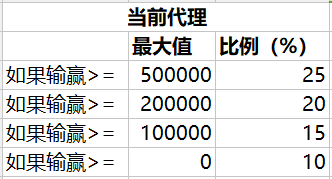 当前代理
最大值 比例（%）
如果输赢>= 500000 25
如果输赢>= 200000 20
如果输赢>= 100000 15
如果输赢>= 0 10